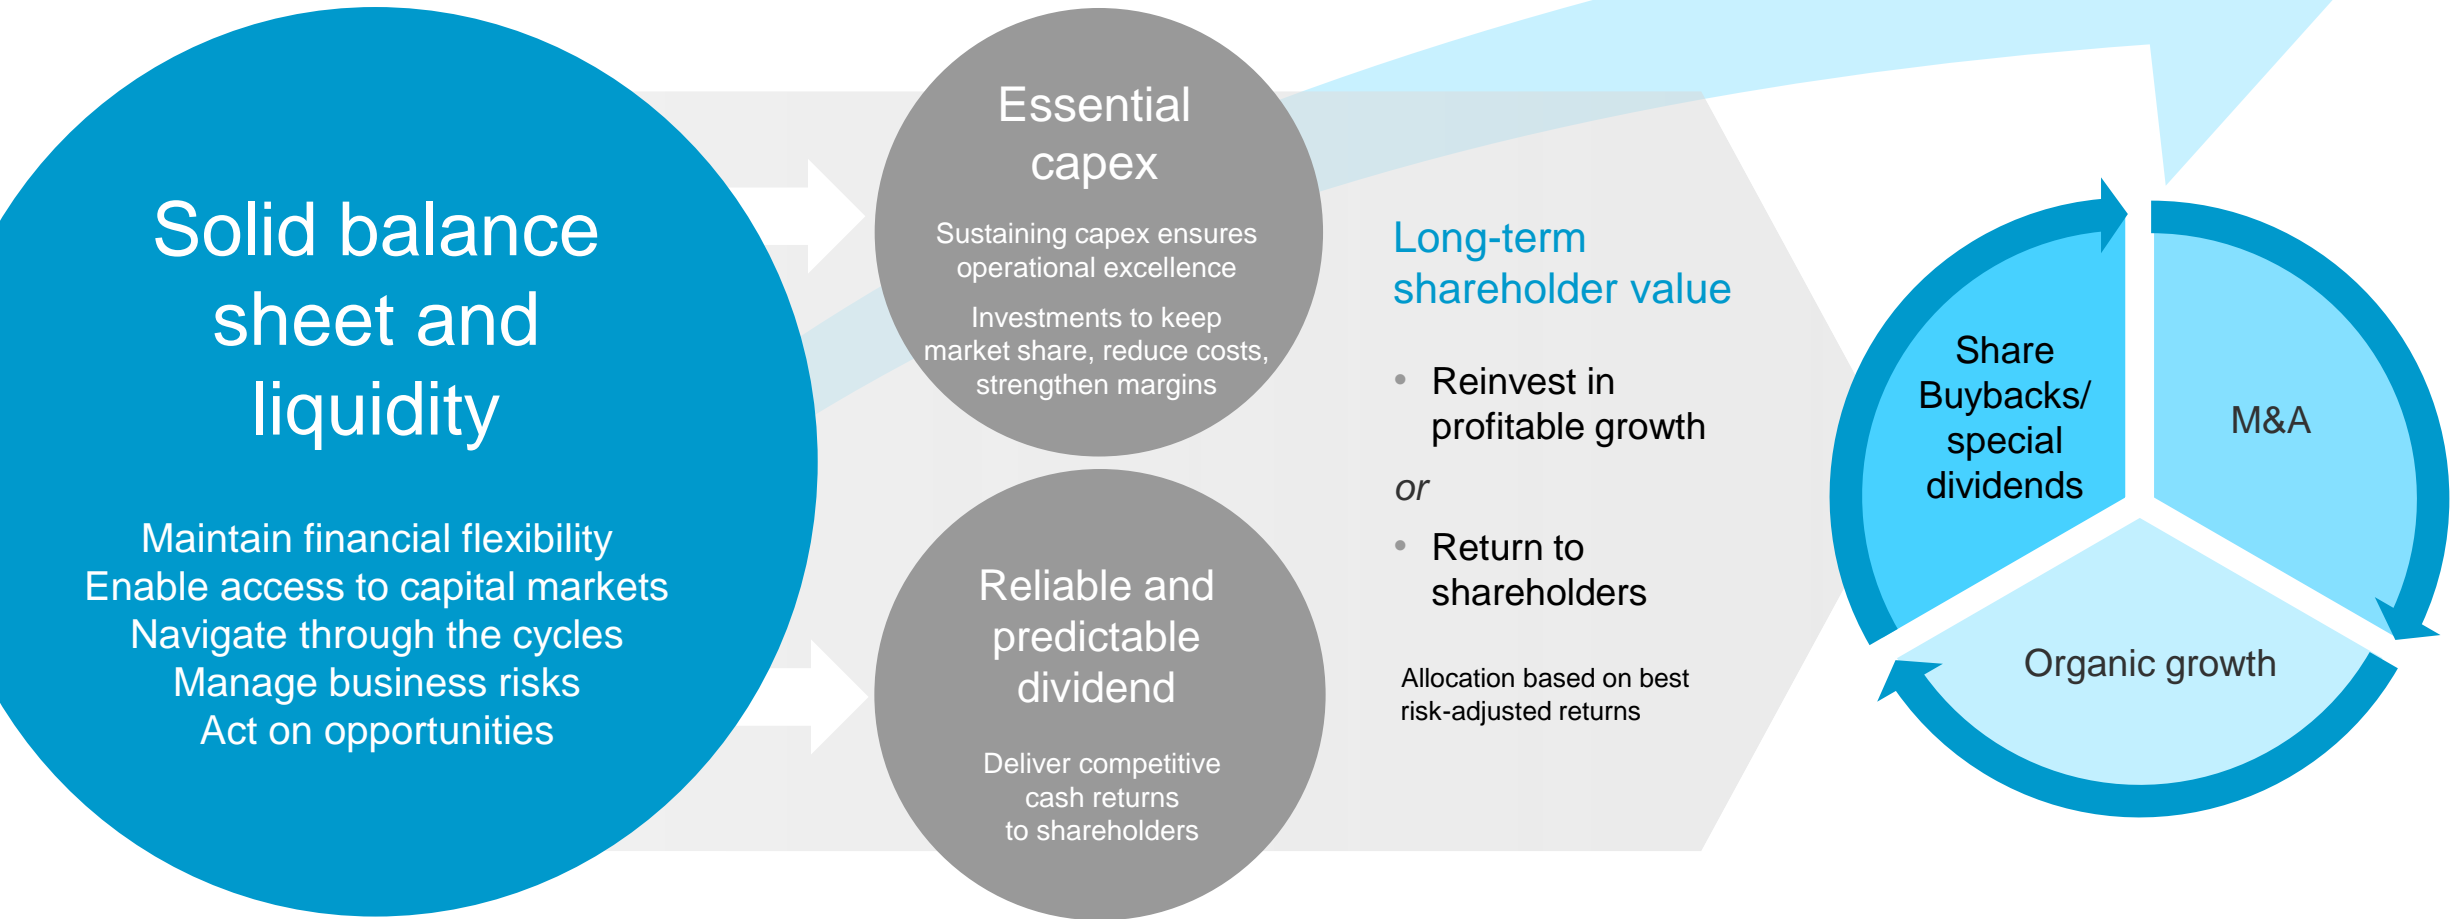 Solid balance
sheet and
liquidity
Maintain financial flexibility
Enable access to capital markets
Navigate through the cycles
Manage business risks
Act on opportunities
Essential
capex
Sustaining capex ensures
operational excellence
Investments to keep
market share, reduce costs,
strengthen margins
Reliable and
predictable
dividend
Deliver competitive
cash returns
to shareholders
Long-term
shareholder value
• Reinvest in
profitable growth
or
• Return to
shareholders
Allocation based on best
risk-adjusted returns
Share
Buybacks/
special
dividends
M&A
Organic growth